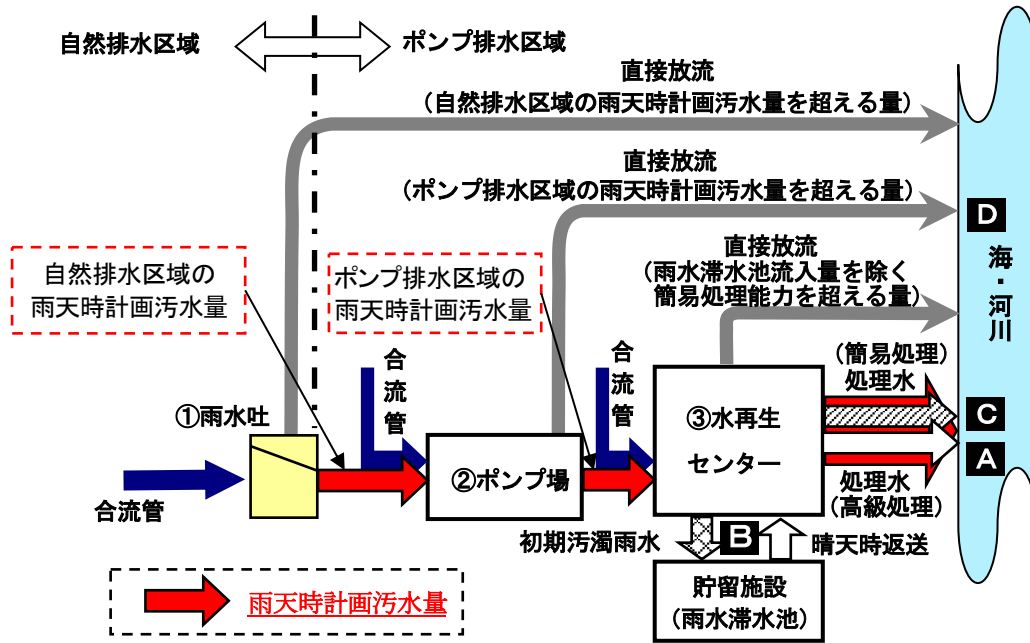 自然排水区域
ポンプ排水区域
直接放流
(自然排水区域の雨天時計画汚水量を超える量)
直接放流
(ポンプ排水区域の雨天時計画汚水量を超える量)
D
自然排水区域の
雨天時計画汚水量
ポンプ排水区域の
雨天時計画汚水量
直接放流
(雨水滞水池流入量を除く
簡易処理能力を超える量)
海・河川
合流管
合流管
(簡易処理)
処理水
①雨水吐
③水再生
センター
C
A
②ポンプ場
合流管
処理水
(高級処理)
初期汚濁雨水
B
晴天時返送
貯留施設
(雨水滞水池)
雨天時計画汚水量